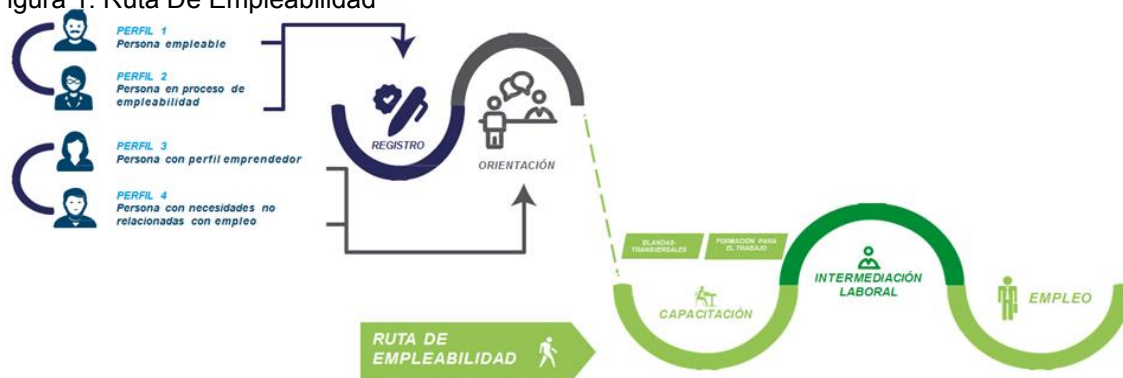 igura 1. Ruta De Empleabilidad
PERFIL 1
Persona empleable
PERFIL 2
Persona en proceso de
empleabilidad
PERFIL 3
Persona con perfil emprendedor
PERFIL 4
Persona con necesidades no
relacionadas con empleo
REGISTRO
ORIENTACIÓN
BLANDAS-
TRANSVERSALES
FORMACIÓN PARA
EL TRABAJO
CAPACITACIÓN
INTERMEDIACIÓN
LABORAL
EMPLEO
RUTA DE
EMPLEABILIDAD